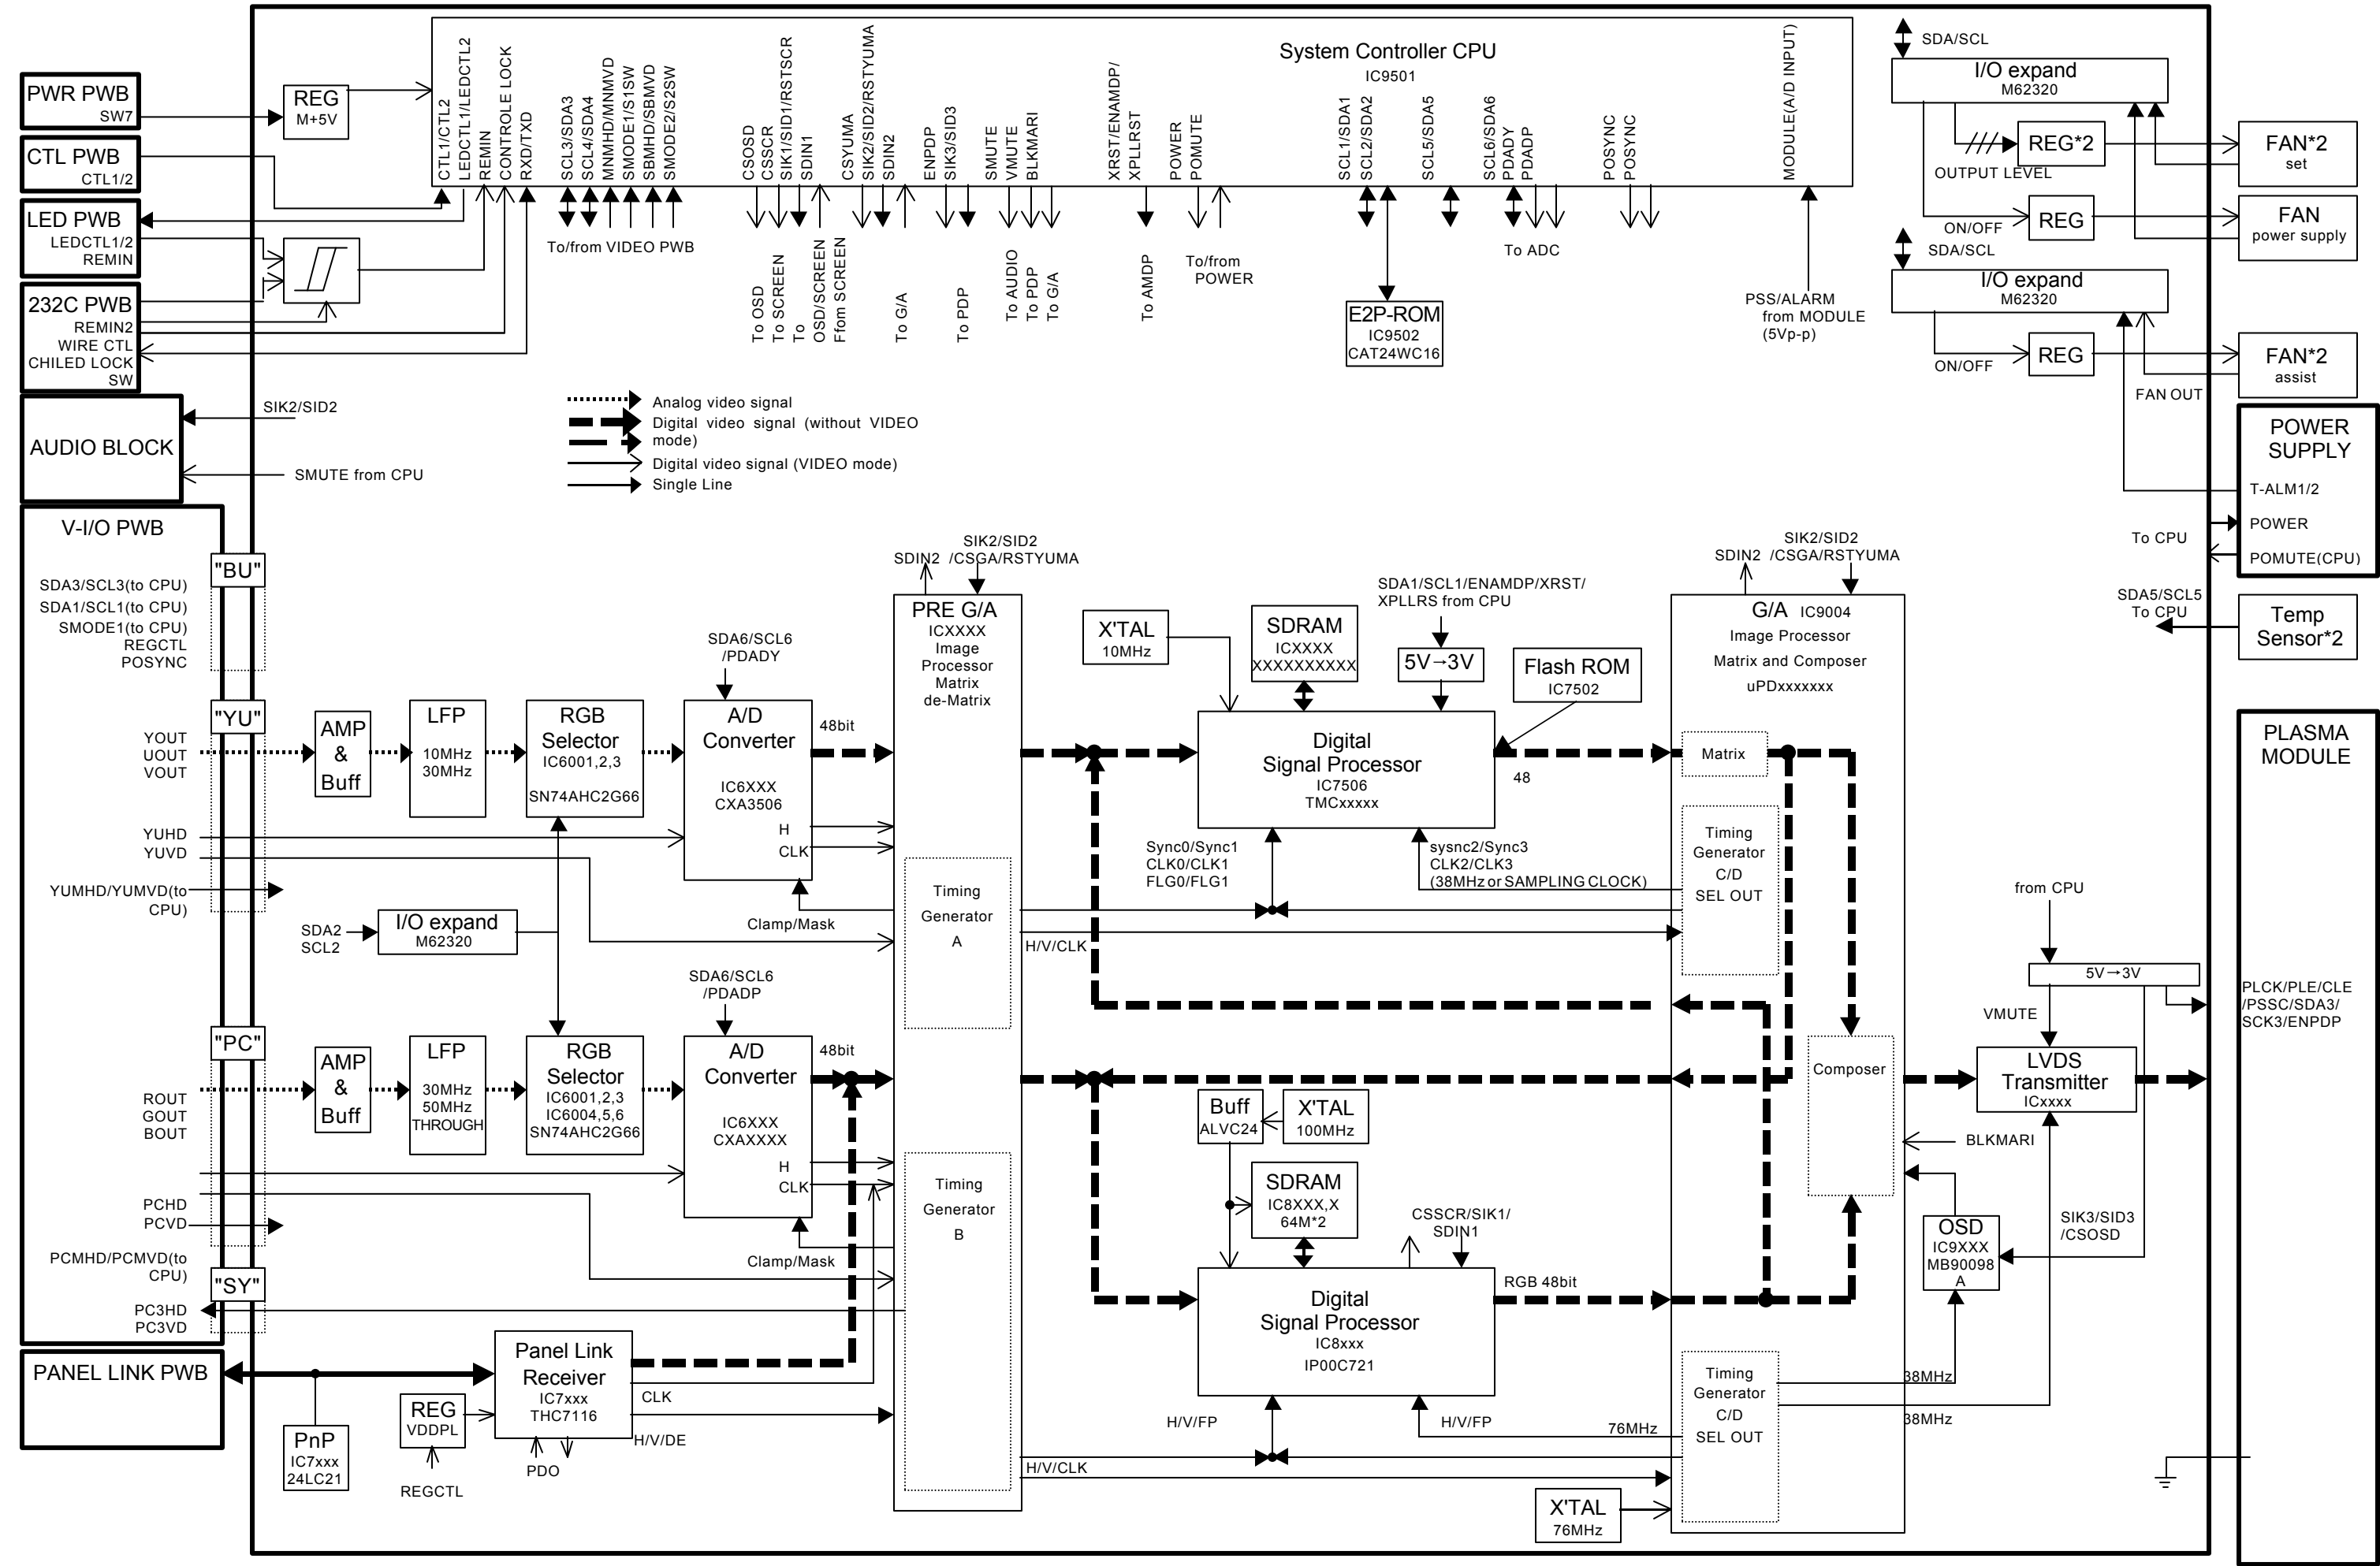 PWR PWB
SW7
CTL PWB
CTL1/2
LED PWB
LEDCTL1/2
REMIN
232C PWB
REMIN2
WIRE CTL
CHILED LOCK
SW
AUDIO BLOCK
SIK2/SID2
SMUTE from CPU
REG
M+5V
System Controller CPU
IC9501
CTL1/CTL2
LEDCTL1/LEDCTL2
REMIN
CONTROLE LOCK
RXD/TXD
SCL3/SDA3
SCL4/SDA4
MNMHD/MNMVD
SMODE1/S1SW
SBMHD/SBMVD
SMODE2/S2SW
CSOSD
CSSCR
SIK1/SID1/RSTSCR
SDIN1
CSYUMA
SIK2/SID2/RSTYUMA
SDIN2
ENPDP
SIK3/SID3
SMUTE
VMUTE
BLKMARI
XRST/ENAMDP/
XPLLRST
POWER
POMUTE
SCL1/SDA1
SCL2/SDA2
SCL5/SDA5
SCL6/SDA6
PDADY
PDADP
POSYNC
POSYNC
MODULE(A/D INPUT)
To/from VIDEO PWB
To OSD
To SCREEN
To
OSD/SCREEN
Ffom SCREEN
To G/A
To PDP
To AUDIO
To PDP
To G/A
To AMDP
To/from
POWER
To ADC
E2P-ROM
IC9502
CAT24WC16
PSS/ALARM
from MODULE
(5Vp-p)
SDA/SCL
I/O expand
M62320
REG*2
OUTPUT LEVEL
FAN*2
set
ON/OFF
REG
FAN
power supply
SDA/SCL
I/O expand
M62320
ON/OFF
REG
FAN*2
assist
FAN OUT
POWER
SUPPLY
T-ALM1/2
POWER
POMUTE(CPU)
To CPU
SDA5/SCL5
To CPU
Temp
Sensor*2
Analog video signal
Digital video signal (without VIDEO
mode)
Digital video signal (VIDEO mode)
Single Line
V-I/O PWB
"BU"
SDA3/SCL3(to CPU)
SDA1/SCL1(to CPU)
SMODE1(to CPU)
REGCTL
POSYNC
"YU"
YOUT
UOUT
VOUT
YUHD
YUVD
YUMHD/YUMVD(to
CPU)
"PC"
ROUT
GOUT
BOUT
PCHD
PCVD
PCMHD/PCMVD(to
CPU)
"SY"
PC3HD
PC3VD
PANEL LINK PWB
AMP
&
Buff
LFP
10MHz
30MHz
RGB
Selector
IC6001,2,3
SN74AHC2G66
SDA6/SCL6
/PDADY
A/D
Converter
IC6XXX
CXA3506
H
CLK
48bit
Clamp/Mask
SDA2
SCL2
I/O expand
M62320
AMP
&
Buff
LFP
30MHz
50MHz
THROUGH
RGB
Selector
IC6001,2,3
IC6004,5,6
SN74AHC2G66
SDA6/SCL6
/PDADP
A/D
Converter
IC6XXX
CXAXXXX
H
CLK
48bit
Clamp/Mask
Panel Link
Receiver
IC7xxx
THC7116
CLK
H/V/DE
PDO
REG
VDDPL
REGCTL
PnP
IC7xxx
24LC21
SIK2/SID2
SDIN2 /CSGA/RSTYUMA
PRE G/A
ICXXXX
Image
Processor
Matrix
de-Matrix
Timing
Generator
A
Timing
Generator
B
H/V/CLK
H/V/CLK
X'TAL
10MHz
SDRAM
ICXXXX
XXXXXXXXXX
SDA1/SCL1/ENAMDP/XRST/
XPLLRS from CPU
5V→3V
Flash ROM
IC7502
Digital
Signal Processor
IC7506
TMCxxxxx
48
Sync0/Sync1
CLK0/CLK1
FLG0/FLG1
sysnc2/Sync3
CLK2/CLK3
(38MHz or SAMPLING CLOCK)
Buff
ALVC24
X'TAL
100MHz
SDRAM
IC8XXX,X
64M*2
CSSCR/SIK1/
SDIN1
Digital
Signal Processor
IC8xxx
IP00C721
RGB 48bit
H/V/FP
H/V/FP
76MHz
X'TAL
76MHz
SIK2/SID2
SDIN2 /CSGA/RSTYUMA
G/A IC9004
Image Processor
Matrix and Composer
uPDxxxxxxx
Matrix
Timing
Generator
C/D
SEL OUT
Composer
Timing
Generator
C/D
SEL OUT
38MHz
38MHz
from CPU
5V→3V
VMUTE
LVDS
Transmitter
ICxxxx
BLKMARI
OSD
IC9XXX
MB90098
A
SIK3/SID3
/CSOSD
PLASMA
MODULE
PLCK/PLE/CLE
/PSSC/SDA3/
SCK3/ENPDP